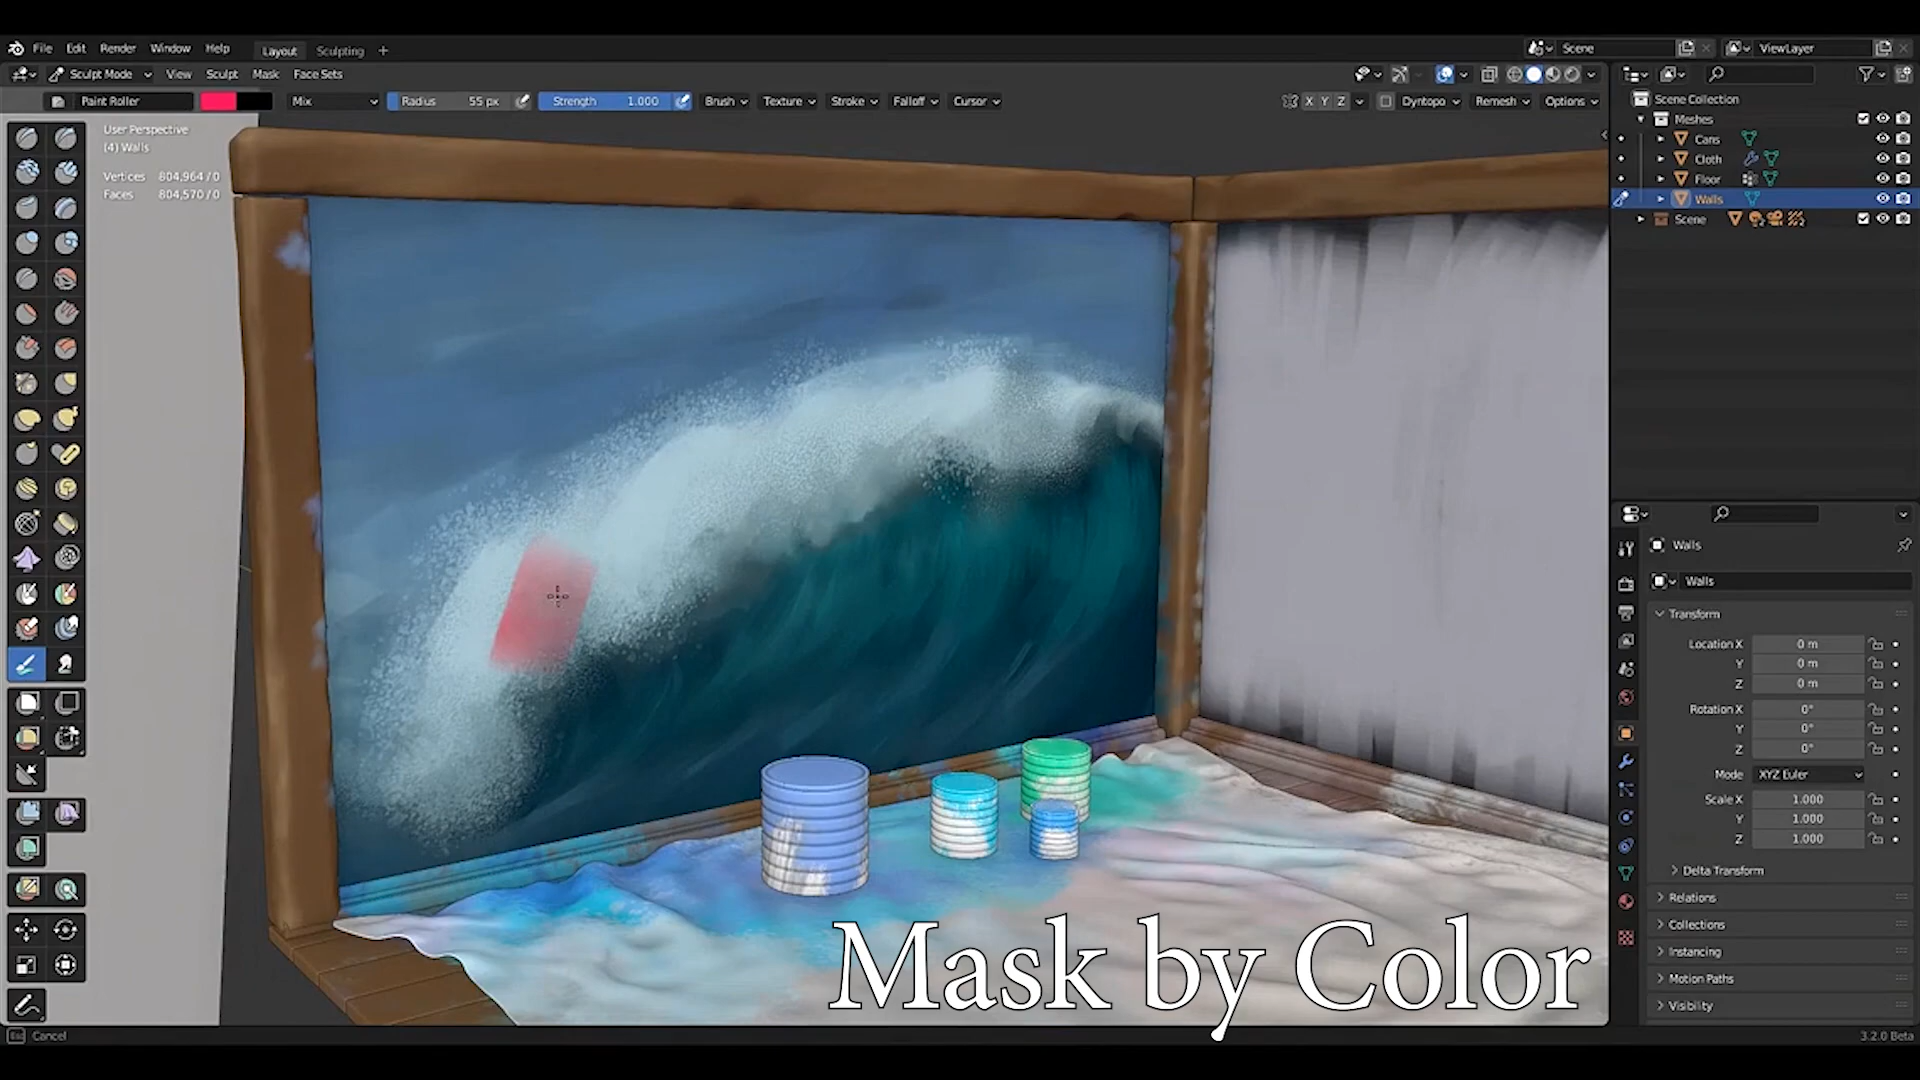 File Edit Render Window Help Layout Sculpting + Scene ViewLayer
Sculpt Mode View Sculpt Mask Face Sets
Paint Roller Mix Radius 55 px Strength 1.000 Brush Texture Stroke Falloff Cursor X Y Z Dyntopo Remesh Options
User Perspective
(4) Walls
Vertices 804,964/0
Faces 804,570/0
Scene Collection
Meshes
Cans
Cloth
Floor
Walls
Scene
Walls
Walls
Transform
Location X 0 m
Y 0 m
Z 0 m
Rotation X 0°
Y 0°
Z 0°
Mode XYZ Euler
Scale X 1.000
Y 1.000
Z 1.000
Delta Transform
Relations
Collections
Instancing
Motion Paths
Visibility
Mask by Color
Esc Cancel
3.2.0 Beta